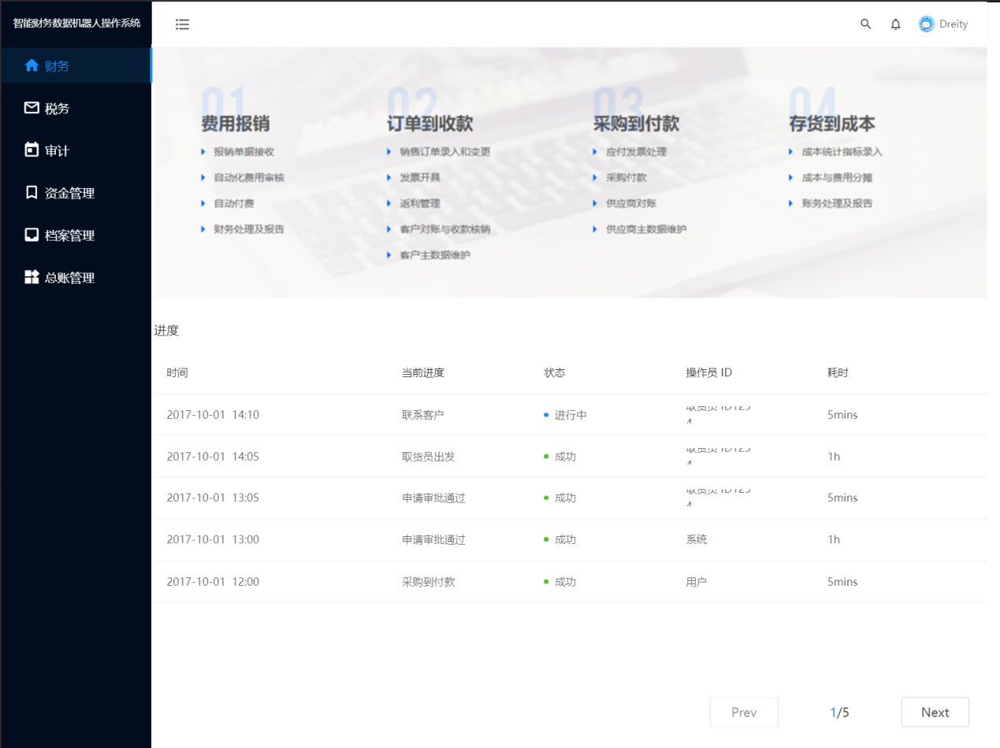 智能财务数据机器人操作系统
Dreity
财务
税务
审计
资金管理
档案管理
总账管理
01
费用报销
报销单据接收
自动化费用审核
自动付费
财务处理及报告
02
订单到收款
销售订单录入和变更
发票开具
返利管理
客户对账与收款核销
客户主数据维护
03
采购到付款
应付发票处理
采购付款
供应商对账
供应商主数据维护
04
存货到成本
成本统计指标录入
成本与费用分摊
账务处理及报告
进度
时间 当前进度 状态 操作员 ID 耗时
2017-10-01 14:10 联系客户 进行中 5mins
2017-10-01 14:05 取货员出发 成功 1h
2017-10-01 13:05 申请审批通过 成功 5mins
2017-10-01 13:00 申请审批通过 成功 系统 1h
2017-10-01 12:00 采购到付款 成功 用户 5mins
Prev 1/5 Next